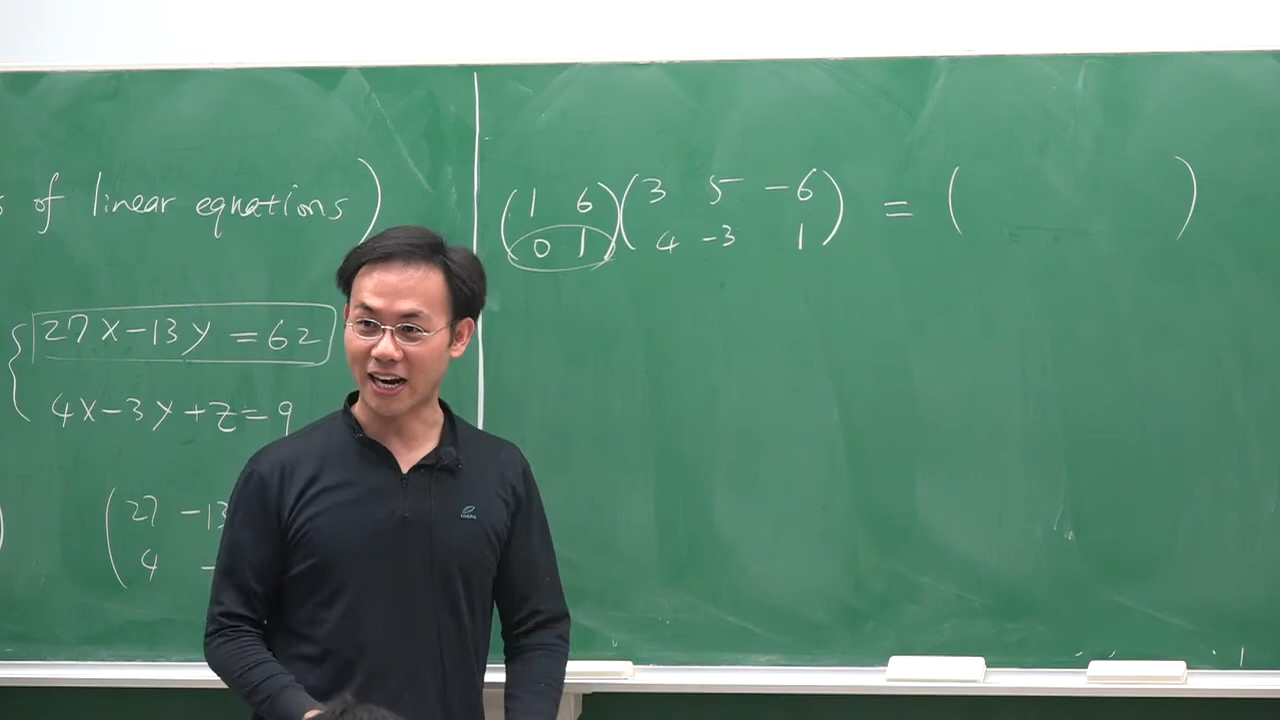 of linear equations)
27x-13y=62
4x-3y+z=9
27 -13
4 -
(1 6) (3 5 -6) = ( )
(0 1) (4 -3 1)